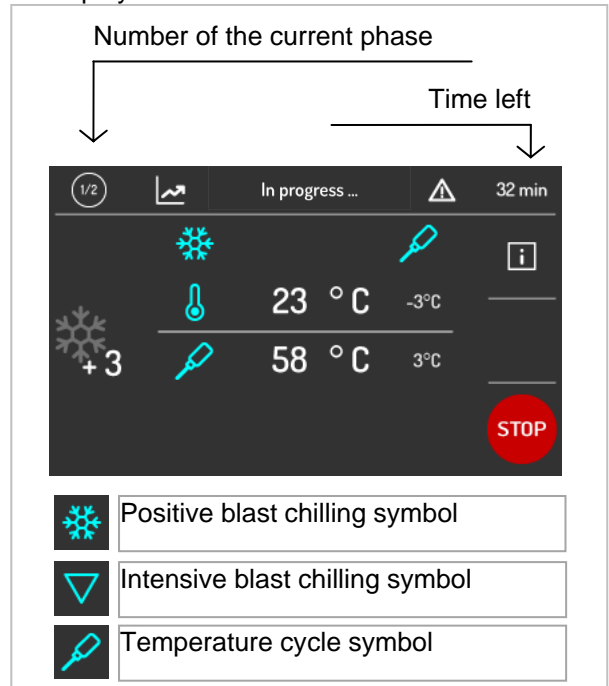 Number of the current phase
Time left
1/2 In progress ... 32 min
i
23 °C -3°C
+3 58 °C 3°C
STOP
Positive blast chilling symbol
Intensive blast chilling symbol
Temperature cycle symbol